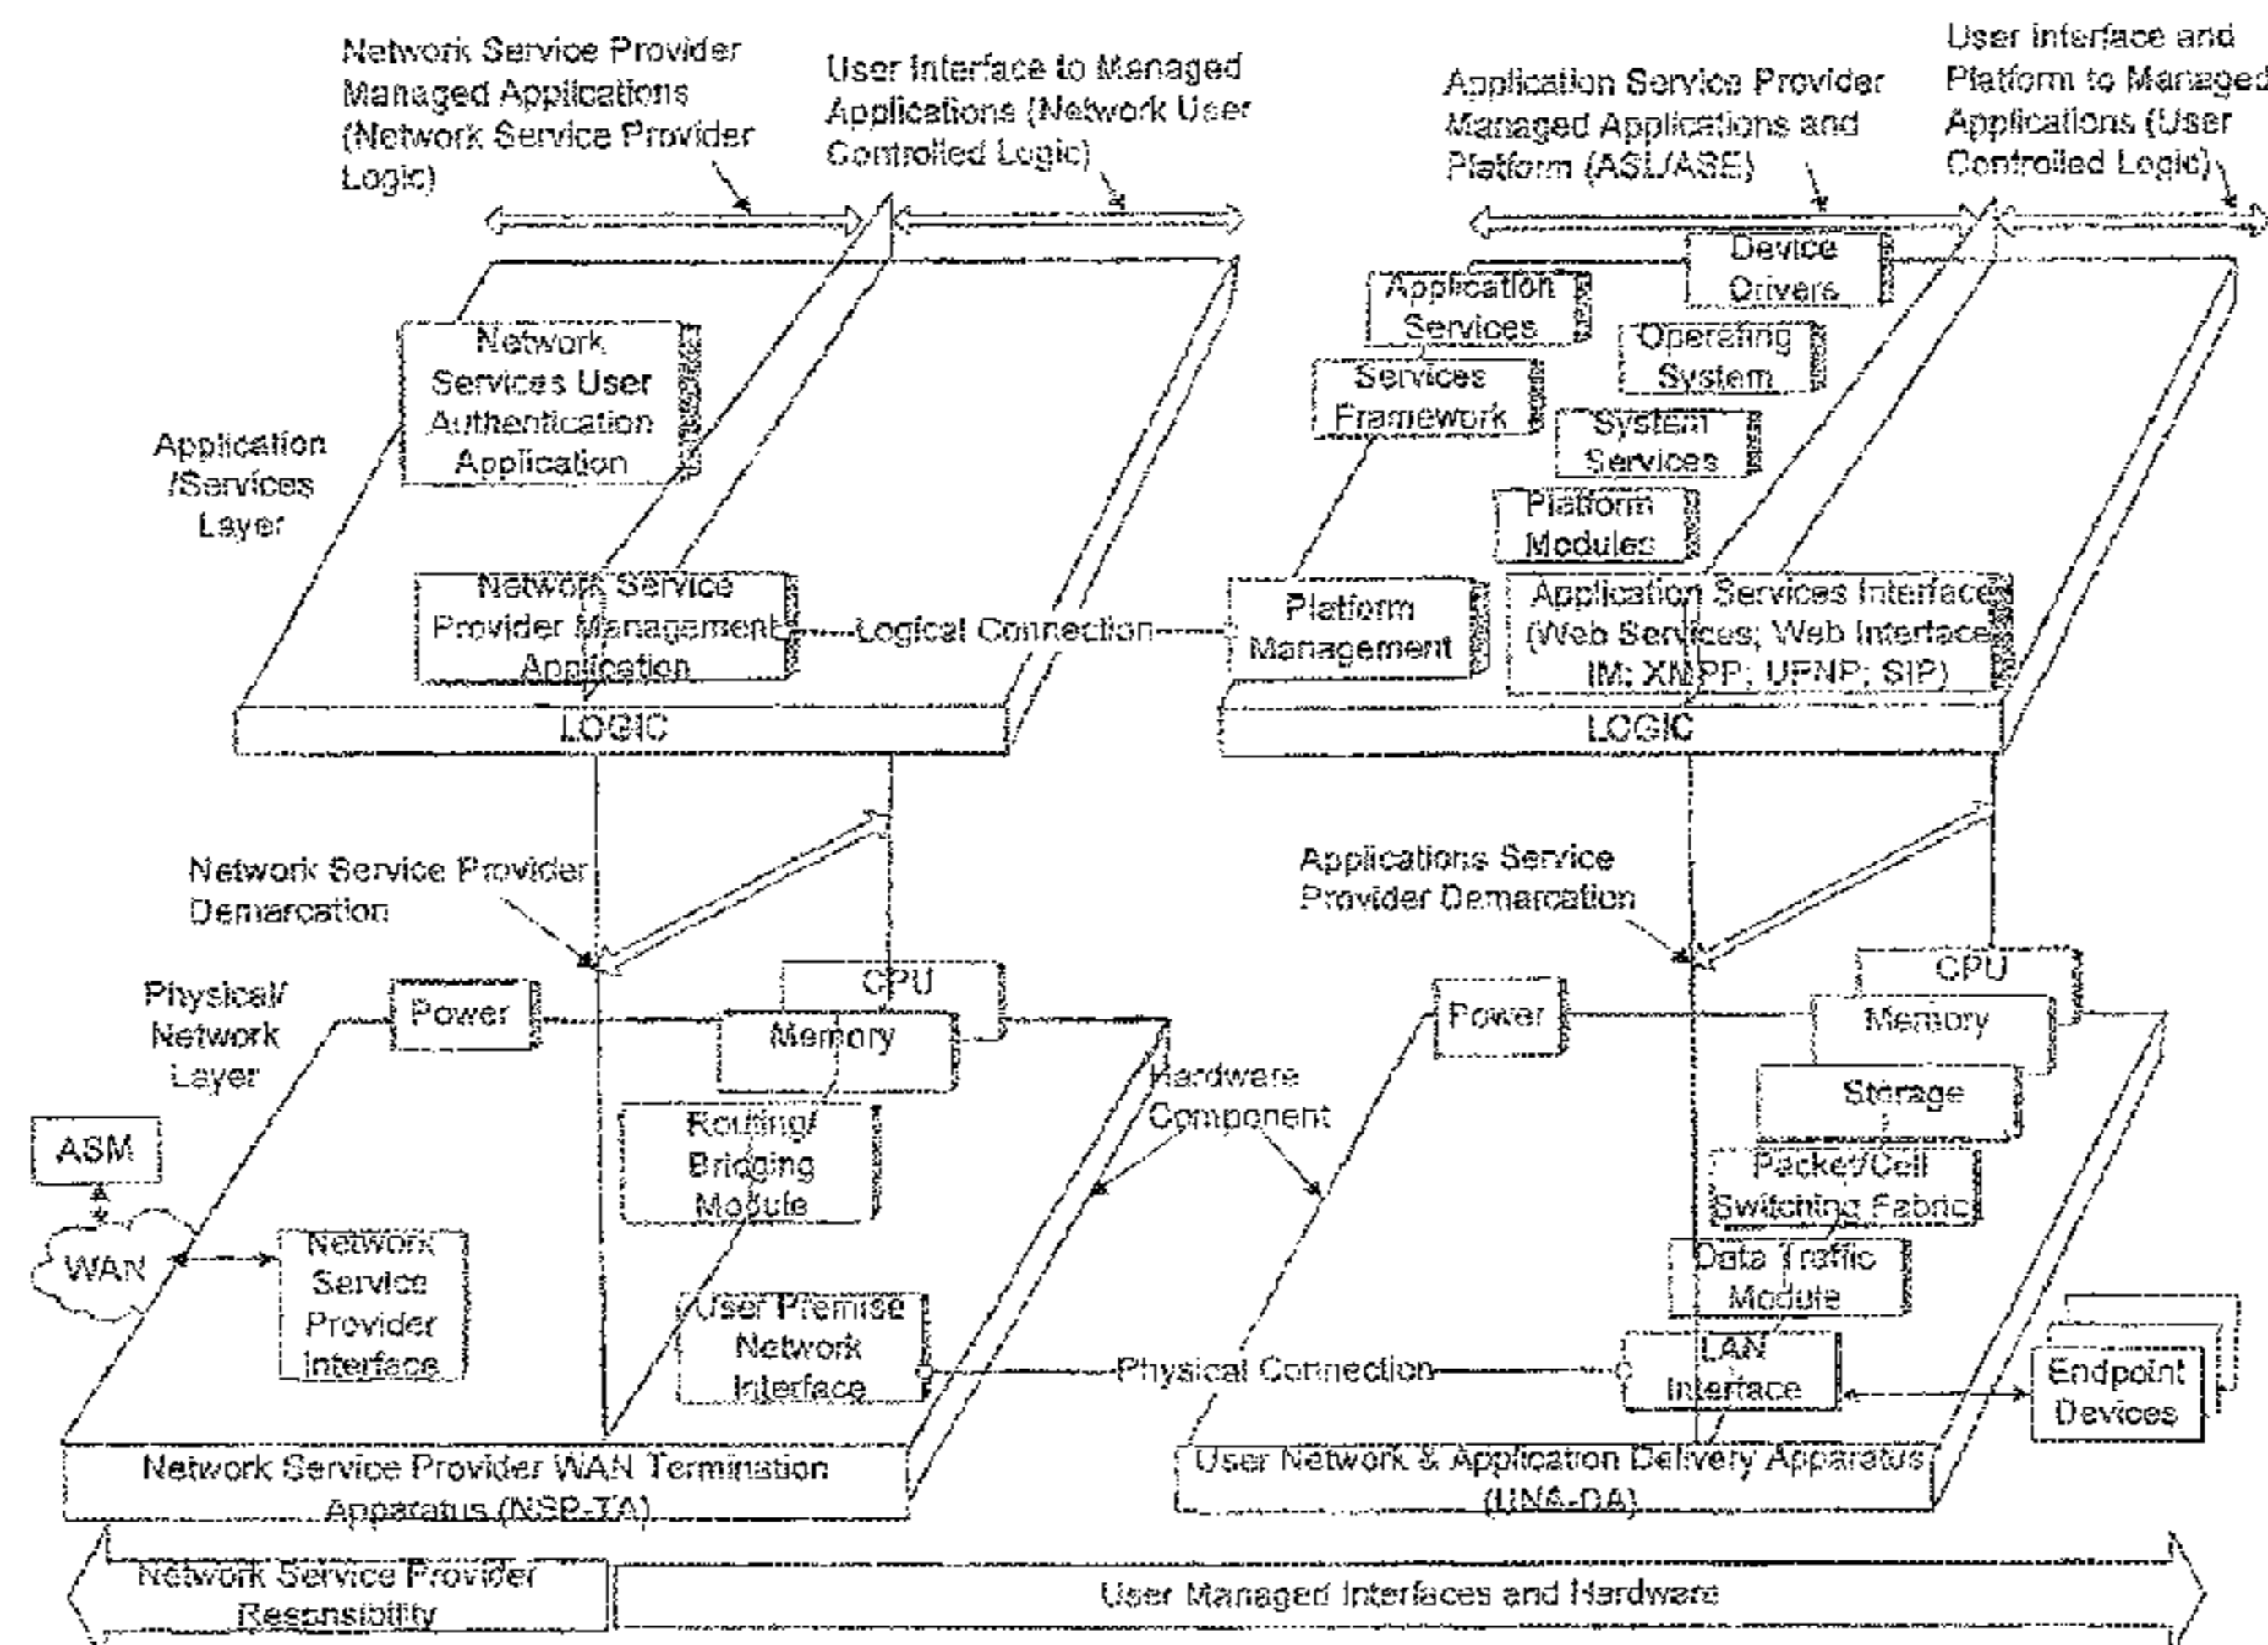 Network Service Provider
Managed Applications
(Network Service Provider
Logic)
User Interface to Managed
Applications (Network User
Controlled Logic)
Application Service Provider
Managed Applications and
Platform (ASL/ASE)
User Interface and
Platform to Managed
Applications (User
Controlled Logic)
Application
/Services
Layer
Network
Services User
Authentication
Application
Network Service
Provider Management
Application
Logical Connection
LOGIC
Device
Drivers
Application
Services
Operating
System
Services
Framework
System
Services
Platform
Modules
Platform
Management
Application Services Interface
(Web Services; Web Interface
IM; XMPP; UPNP; SIP)
LOGIC
Network Service Provider
Demarcation
Applications Service
Provider Demarcation
Physical/
Network
Layer
Power
CPU
Memory
Routing/
Bridging
Module
Hardware
Component
ASM
WAN
Network
Service
Provider
Interface
User Premise
Network
Interface
Physical Connection
Power
CPU
Memory
Storage
Packet/Cell
Switching Fabric
Data Traffic
Module
LAN
Interface
Endpoint
Devices
Network Service Provider WAN Termination
Apparatus (NSP-TA)
User Network & Application Delivery Apparatus
(UNA-DA)
Network Service Provider
Responsibility
User Managed Interfaces and Hardware